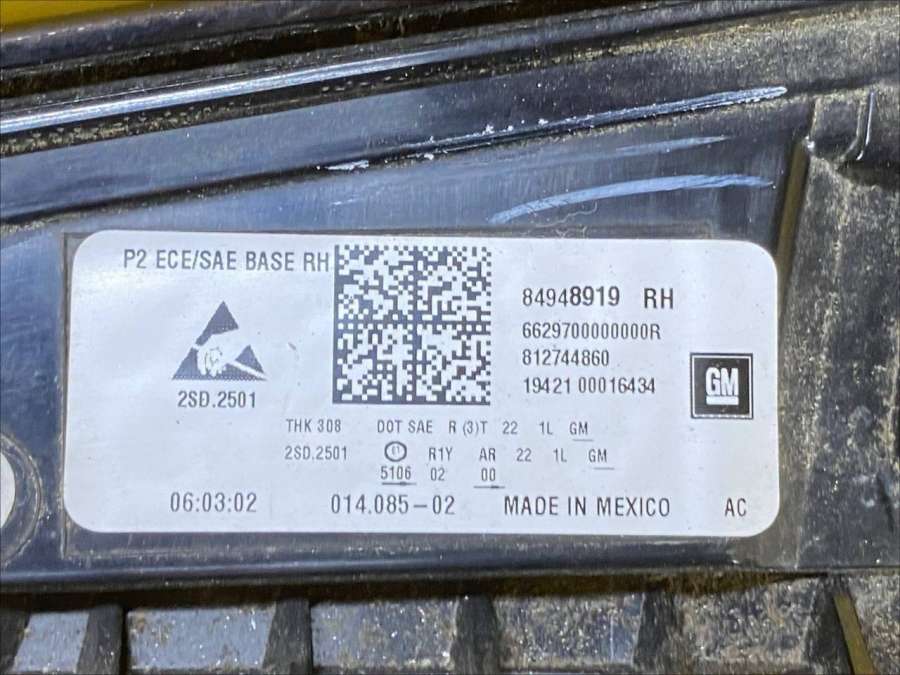 P2 ECE/SAE BASE RH
84948919 RH
6629700000000R
812744860
19421 00016434
GM
2SD.2501
THK 308 DOT SAE R (3)T 22 1L GM
2SD.2501 R1Y AR 22 1L GM
5106 02 00
06:03:02 014.085-02 MADE IN MEXICO AC